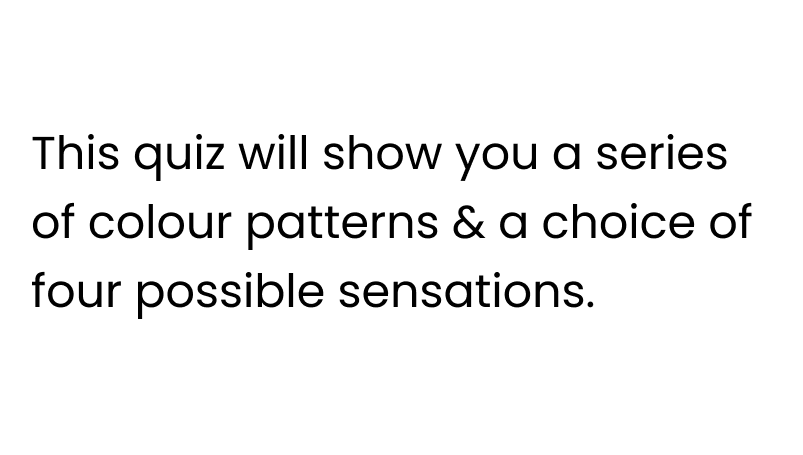 This quiz will show you a series
of colour patterns & a choice of
four possible sensations.